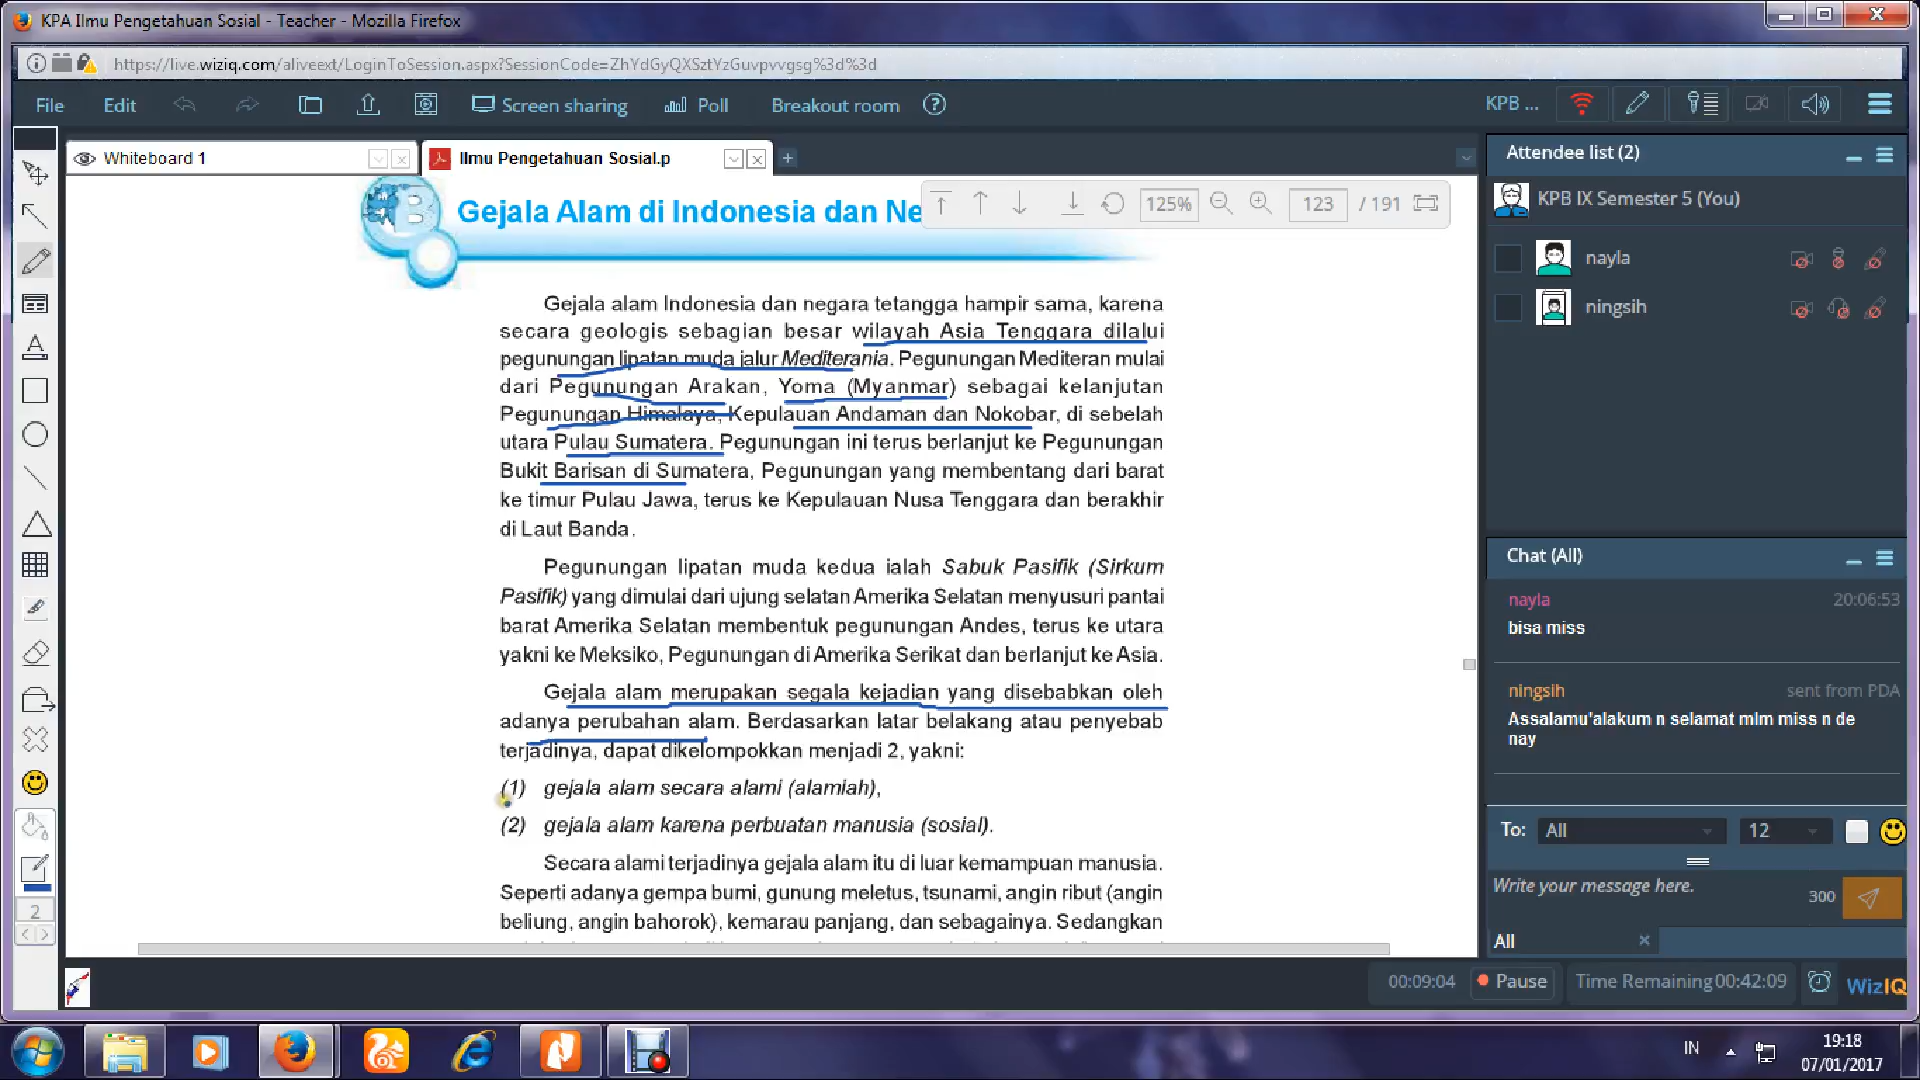 KPA Ilmu Pengetahuan Sosial - Teacher - Mozilla Firefox
https://live.wiziq.com/aliveext/LoginToSession.aspx?SessionCode=ZhYdGyQXSztYzGuvpvvgsg%3d%3d
File Edit Screen sharing Poll Breakout room KPB ...
Whiteboard 1
Ilmu Pengetahuan Sosial.p
B Gejala Alam di Indonesia dan Ne
125% 123 / 191
Gejala alam Indonesia dan negara tetangga hampir sama, karena
secara geologis sebagian besar wilayah Asia Tenggara dilalui
pegunungan lipatan muda jalur Mediterania. Pegunungan Mediteran mulai
dari Pegunungan Arakan, Yoma (Myanmar) sebagai kelanjutan
Pegunungan Himalaya, Kepulauan Andaman dan Nokobar, di sebelah
utara Pulau Sumatera. Pegunungan ini terus berlanjut ke Pegunungan
Bukit Barisan di Sumatera, Pegunungan yang membentang dari barat
ke timur Pulau Jawa, terus ke Kepulauan Nusa Tenggara dan berakhir
di Laut Banda.
Pegunungan lipatan muda kedua ialah Sabuk Pasifik (Sirkum
Pasifik) yang dimulai dari ujung selatan Amerika Selatan menyusuri pantai
barat Amerika Selatan membentuk pegunungan Andes, terus ke utara
yakni ke Meksiko, Pegunungan di Amerika Serikat dan berlanjut ke Asia.
Gejala alam merupakan segala kejadian yang disebabkan oleh
adanya perubahan alam. Berdasarkan latar belakang atau penyebab
terjadinya, dapat dikelompokkan menjadi 2, yakni:
(1) gejala alam secara alami (alamiah),
(2) gejala alam karena perbuatan manusia (sosial).
Secara alami terjadinya gejala alam itu di luar kemampuan manusia.
Seperti adanya gempa bumi, gunung meletus, tsunami, angin ribut (angin
beliung, angin bahorok), kemarau panjang, dan sebagainya. Sedangkan
2
Attendee list (2)
KPB IX Semester 5 (You)
nayla
ningsih
Chat (All)
nayla 20:06:53
bisa miss
ningsih sent from PDA
Assalamu'alakum n selamat mlm miss n de
nay
To: All 12
Write your message here.
300
All
00:09:04 Pause Time Remaining 00:42:09 WizIQ
IN
19:18
07/01/2017